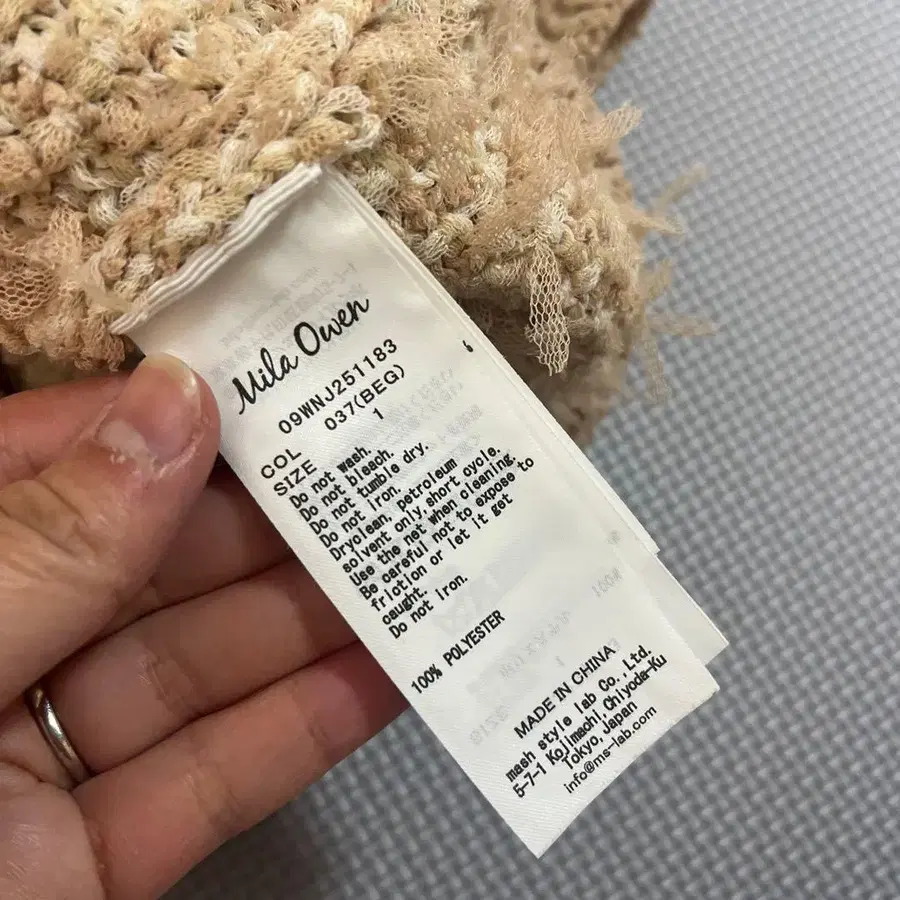 Mila Owen
09WNJ251183
COL 037(BEG)
SIZE 1
Do not wash.
Do not bleach.
Do not tumble dry.
Do not iron.
Dryclean, petroleum
solvent only,short cycle.
Use the net when cleaning.
Be careful not to expose to
friction or let it get
caught.
Do not iron.
100% POLYESTER
MADE IN CHINA
mash style lab Co.,Ltd.
5-7-1 Kojimachi,Chiyoda-Ku
Tokyo, Japan
info@ms-lab.com